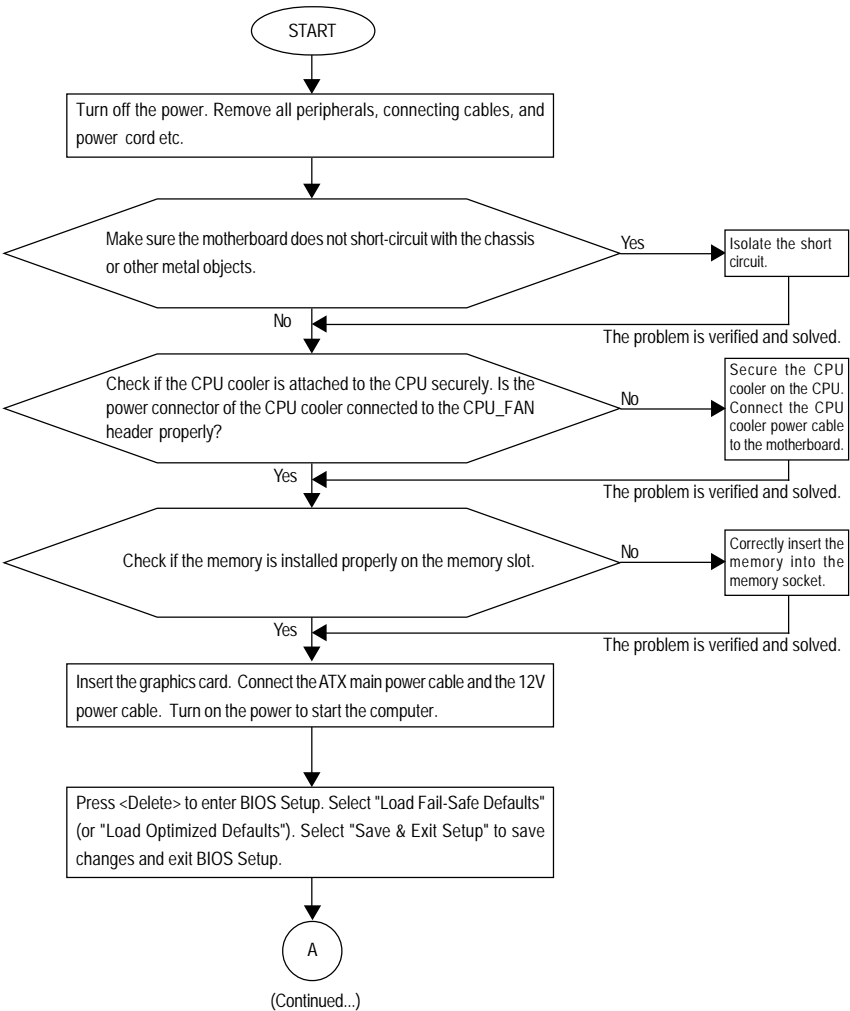 START
Turn off the power. Remove all peripherals, connecting cables, and
power cord etc.
Make sure the motherboard does not short-circuit with the chassis
or other metal objects.
Yes
Isolate the short
circuit.
No
The problem is verified and solved.
Check if the CPU cooler is attached to the CPU securely. Is the
power connector of the CPU cooler connected to the CPU_FAN
header properly?
No
Secure the CPU
cooler on the CPU.
Connect the CPU
cooler power cable
to the motherboard.
Yes
The problem is verified and solved.
Check if the memory is installed properly on the memory slot.
No
Correctly insert the
memory into the
memory socket.
Yes
The problem is verified and solved.
Insert the graphics card. Connect the ATX main power cable and the 12V
power cable. Turn on the power to start the computer.
Press <Delete> to enter BIOS Setup. Select "Load Fail-Safe Defaults"
(or "Load Optimized Defaults"). Select "Save & Exit Setup" to save
changes and exit BIOS Setup.
A
(Continued...)